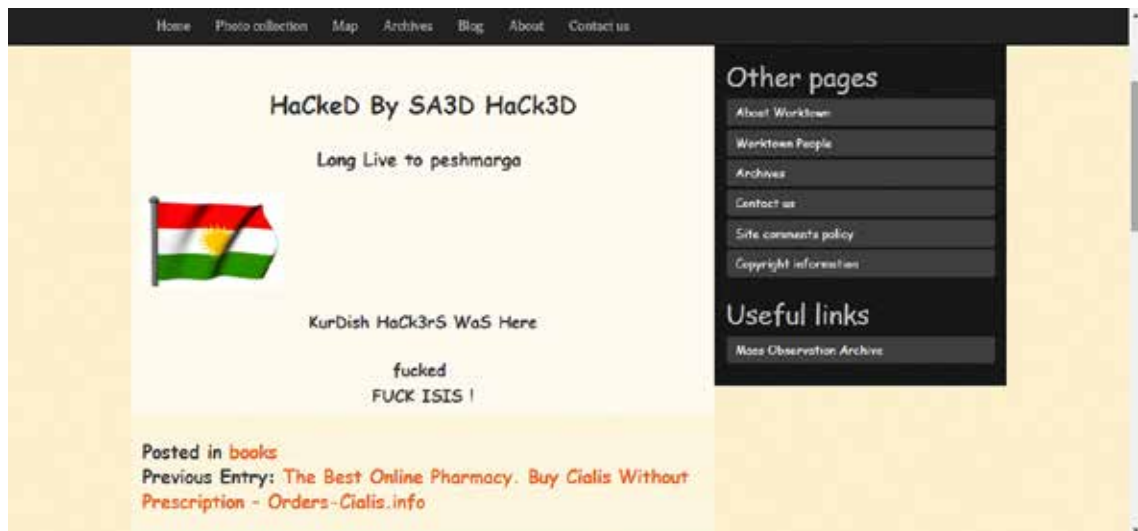 Home Photo collection Map Archives Blog About Contact us
HaCkeD By SA3D HaCk3D
Long Live to peshmarga
KurDish HaCk3rS WaS Here
fucked
FUCK ISIS !
Posted in books
Previous Entry: The Best Online Pharmacy. Buy Cialis Without
Prescription - Orders-Cialis.info
Other pages
About Worktown
Worktown People
Archives
Contact us
Site comments policy
Copyright information
Useful links
Mass Observation Archive